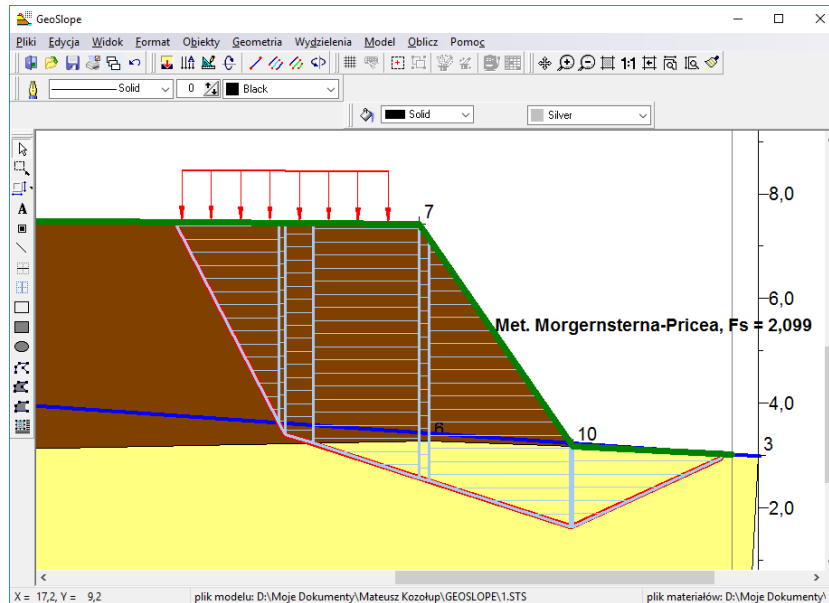 GeoSlope
Pliki Edycja Widok Format Obiekty Geometria Wydzielenia Model Oblicz Pomoc
1:1
Solid 0 Black
Solid Silver
A
7
8,0
6,0
Met. Morgernsterna-Pricea, Fs = 2,099
4,0
6 10 3
2,0
X = 17,2, Y = 9,2 plik modelu: D:\Moje Dokumenty\Mateusz Kozołup\GEOSLOPE\1.STS plik materiałów: D:\Moje Dokumenty\